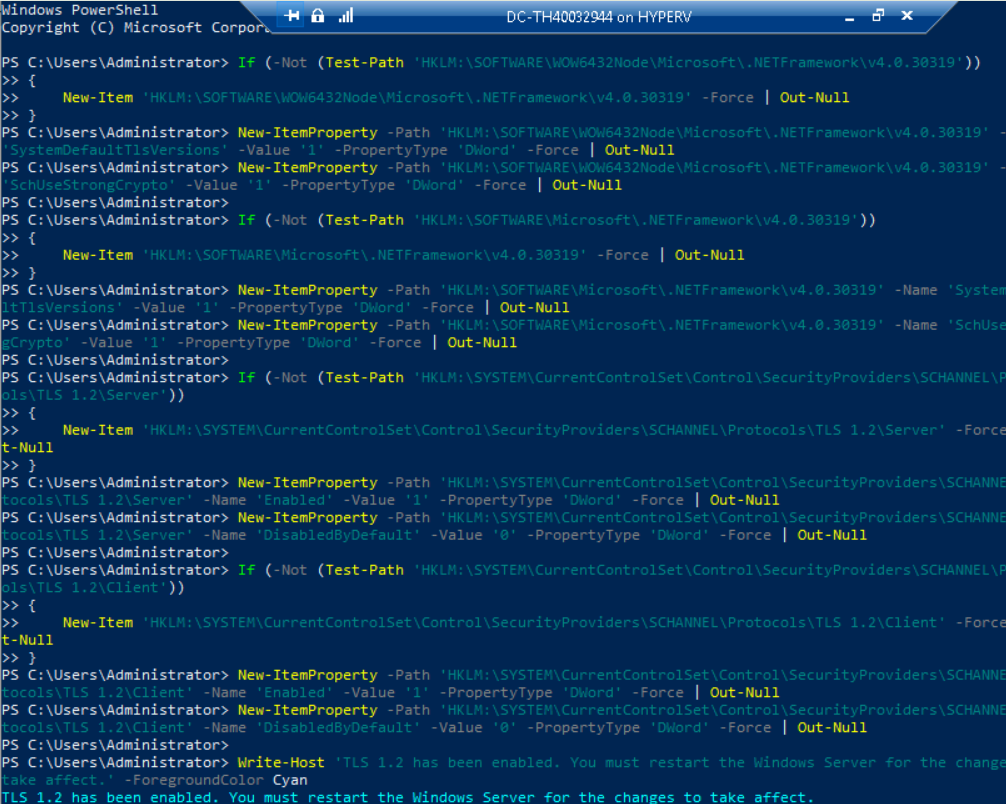 Windows PowerShell
DC-TH40032944 on HYPERV
Copyright (C) Microsoft
PS C:\Users\Administrator> If (-Not (Test-Path 'HKLM:\SOFTWARE\WOW6432Node\Microsoft\.NETFramework\v4.0.30319'))
>> {
>>     New-Item 'HKLM:\SOFTWARE\WOW6432Node\Microsoft\.NETFramework\v4.0.30319' -Force | Out-Null
>> }
PS C:\Users\Administrator> New-ItemProperty -Path 'HKLM:\SOFTWARE\WOW6432Node\Microsoft\.NETFramework\v4.0.30319' -
'SystemDefaultTlsVersions' -Value '1' -PropertyType 'DWord' -Force | Out-Null
PS C:\Users\Administrator> New-ItemProperty -Path 'HKLM:\SOFTWARE\WOW6432Node\Microsoft\.NETFramework\v4.0.30319' -
'SchUseStrongCrypto' -Value '1' -PropertyType 'DWord' -Force | Out-Null
PS C:\Users\Administrator>
PS C:\Users\Administrator> If (-Not (Test-Path 'HKLM:\SOFTWARE\Microsoft\.NETFramework\v4.0.30319'))
>> {
>>     New-Item 'HKLM:\SOFTWARE\Microsoft\.NETFramework\v4.0.30319' -Force | Out-Null
>> }
PS C:\Users\Administrator> New-ItemProperty -Path 'HKLM:\SOFTWARE\Microsoft\.NETFramework\v4.0.30319' -Name 'System
ltTlsVersions' -Value '1' -PropertyType 'DWord' -Force | Out-Null
PS C:\Users\Administrator> New-ItemProperty -Path 'HKLM:\SOFTWARE\Microsoft\.NETFramework\v4.0.30319' -Name 'SchUse
gCrypto' -Value '1' -PropertyType 'DWord' -Force | Out-Null
PS C:\Users\Administrator>
PS C:\Users\Administrator> If (-Not (Test-Path 'HKLM:\SYSTEM\CurrentControlSet\Control\SecurityProviders\SCHANNEL\P
ols\TLS 1.2\Server'))
>> {
>>     New-Item 'HKLM:\SYSTEM\CurrentControlSet\Control\SecurityProviders\SCHANNEL\Protocols\TLS 1.2\Server' -Force
t-Null
>> }
PS C:\Users\Administrator> New-ItemProperty -Path 'HKLM:\SYSTEM\CurrentControlSet\Control\SecurityProviders\SCHANNE
tocols\TLS 1.2\Server' -Name 'Enabled' -Value '1' -PropertyType 'DWord' -Force | Out-Null
PS C:\Users\Administrator> New-ItemProperty -Path 'HKLM:\SYSTEM\CurrentControlSet\Control\SecurityProviders\SCHANNE
tocols\TLS 1.2\Server' -Name 'DisabledByDefault' -Value '0' -PropertyType 'DWord' -Force | Out-Null
PS C:\Users\Administrator>
PS C:\Users\Administrator> If (-Not (Test-Path 'HKLM:\SYSTEM\CurrentControlSet\Control\SecurityProviders\SCHANNEL\P
ols\TLS 1.2\Client'))
>> {
>>     New-Item 'HKLM:\SYSTEM\CurrentControlSet\Control\SecurityProviders\SCHANNEL\Protocols\TLS 1.2\Client' -Force
t-Null
>> }
PS C:\Users\Administrator> New-ItemProperty -Path 'HKLM:\SYSTEM\CurrentControlSet\Control\SecurityProviders\SCHANNE
tocols\TLS 1.2\Client' -Name 'Enabled' -Value '1' -PropertyType 'DWord' -Force | Out-Null
PS C:\Users\Administrator> New-ItemProperty -Path 'HKLM:\SYSTEM\CurrentControlSet\Control\SecurityProviders\SCHANNE
tocols\TLS 1.2\Client' -Name 'DisabledByDefault' -Value '0' -PropertyType 'DWord' -Force | Out-Null
PS C:\Users\Administrator>
PS C:\Users\Administrator> Write-Host 'TLS 1.2 has been enabled. You must restart the Windows Server for the change
take affect.' -ForegroundColor Cyan
TLS 1.2 has been enabled. You must restart the Windows Server for the changes to take affect.